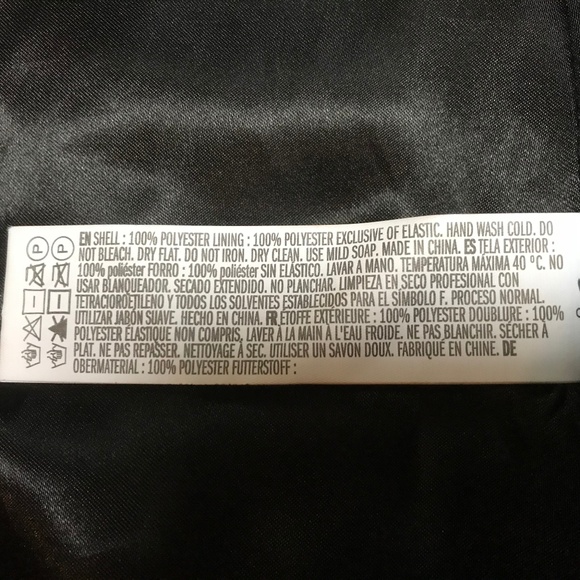 P P
EN SHELL : 100% POLYESTER LINING : 100% POLYESTER EXCLUSIVE OF ELASTIC. HAND WASH COLD. DO
NOT BLEACH. DRY FLAT. DO NOT IRON. DRY CLEAN. USE MILD SOAP. MADE IN CHINA. ES TELA EXTERIOR :
100% poliéster FORRO : 100% poliéster SIN ELÁSTICO. LAVAR A MANO. TEMPERATURA MÁXIMA 40 °C. NO
USAR BLANQUEADOR. SECADO EXTENDIDO. NO PLANCHAR. LIMPIEZA EN SECO PROFESIONAL CON
TETRACLOROETILENO Y TODOS LOS SOLVENTES ESTABLECIDOS PARA EL SÍMBOLO F. PROCESO NORMAL.
UTILIZAR JABÓN SUAVE. HECHO EN CHINA. FR ÉTOFFE EXTÉRIEURE : 100% POLYESTER DOUBLURE : 100%
POLYESTER ÉLASTIQUE NON COMPRIS, LAVER À LA MAIN À L'EAU FROIDE. NE PAS BLANCHIR. SÉCHER À
PLAT. NE PAS REPASSER. NETTOYAGE À SEC. UTILISER UN SAVON DOUX. FABRIQUÉ EN CHINE. DE
OBERMATERIAL : 100% POLYESTER FUTTERSTOFF :